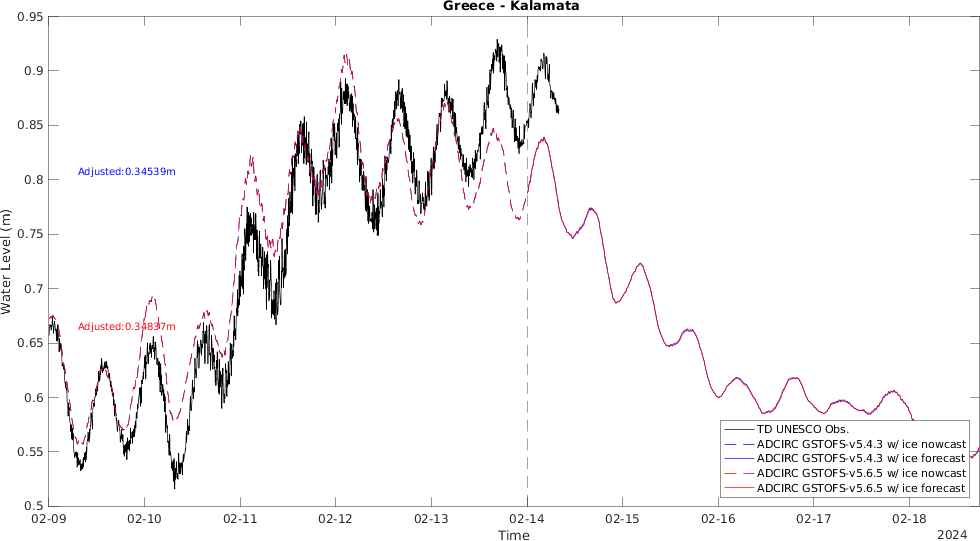 Greece - Kalamata
0.95
0.9
0.85
0.8
0.75
0.7
0.65
0.6
0.55
0.5
Water Level (m)
Adjusted:0.34539m
Adjusted:0.34837m
TD UNESCO Obs.
ADCIRC GSTOFS-v5.4.3 w/ ice nowcast
ADCIRC GSTOFS-v5.4.3 w/ ice forecast
ADCIRC GSTOFS-v5.6.5 w/ ice nowcast
ADCIRC GSTOFS-v5.6.5 w/ ice forecast
02-09 02-10 02-11 02-12 02-13 02-14 02-15 02-16 02-17 02-18
Time
2024